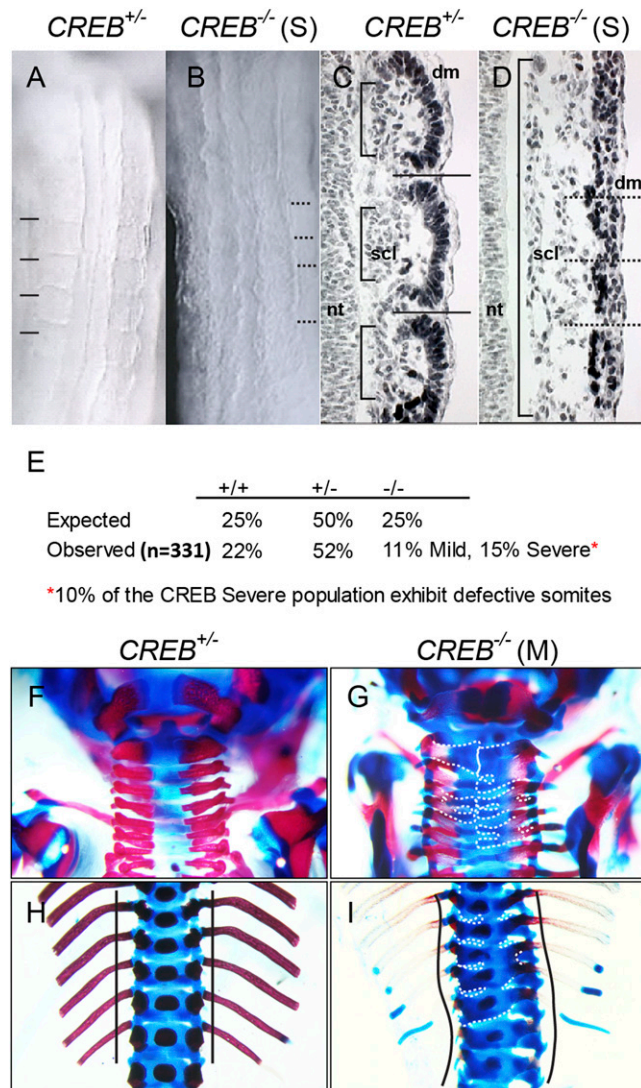 CREB+/- CREB-/- (S) CREB+/- CREB-/- (S)
A B C dm D
dm
scl scl
nt nt
E
+/+ +/- -/-
Expected 25% 50% 25%
Observed (n=331) 22% 52% 11% Mild, 15% Severe*
*10% of the CREB Severe population exhibit defective somites
CREB+/- CREB-/- (M)
F G
H I